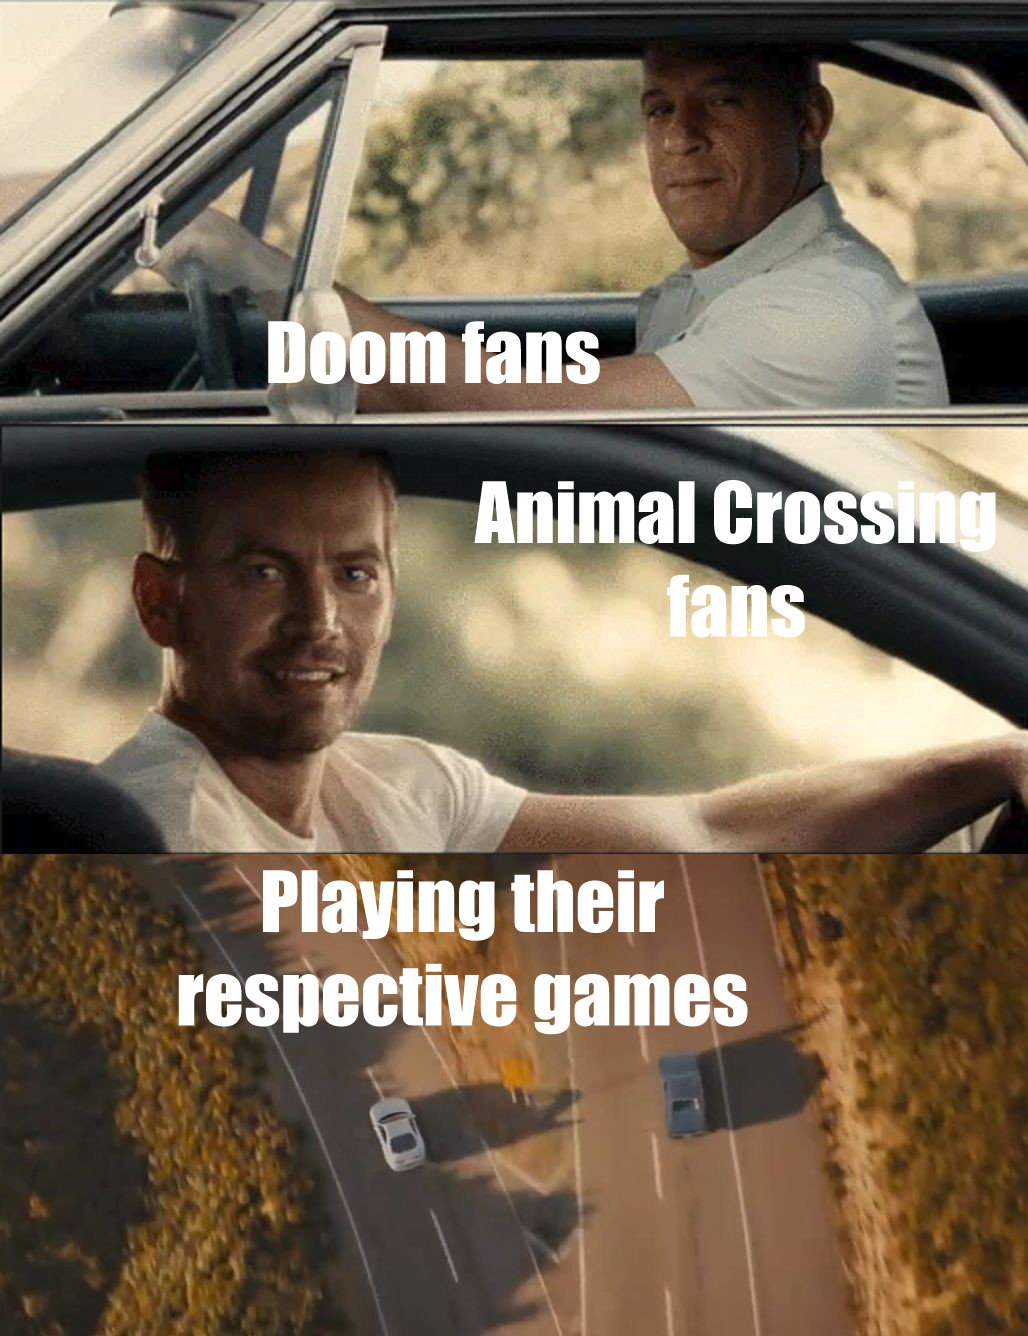 Doom fans
Animal Crossing
fans
Playing their
respective games